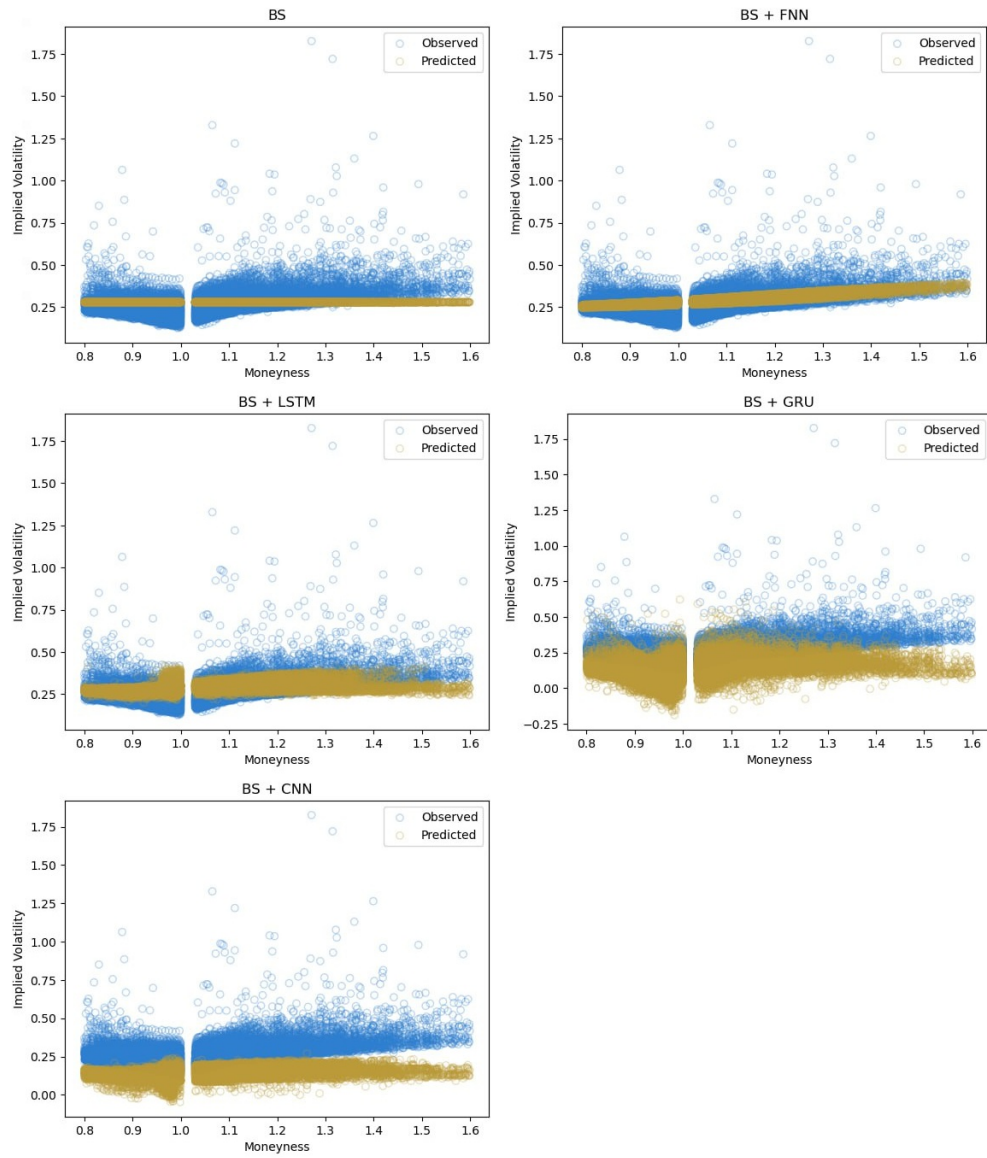 BS
Observed
Predicted
1.75
1.50
1.25
1.00
0.75
0.50
0.25
Implied Volatility
0.8 0.9 1.0 1.1 1.2 1.3 1.4 1.5 1.6
Moneyness
BS + FNN
Observed
Predicted
1.75
1.50
1.25
1.00
0.75
0.50
0.25
Implied Volatility
0.8 0.9 1.0 1.1 1.2 1.3 1.4 1.5 1.6
Moneyness
BS + LSTM
Observed
Predicted
1.75
1.50
1.25
1.00
0.75
0.50
0.25
Implied Volatility
0.8 0.9 1.0 1.1 1.2 1.3 1.4 1.5 1.6
Moneyness
BS + GRU
Observed
Predicted
1.75
1.50
1.25
1.00
0.75
0.50
0.25
0.00
−0.25
Implied Volatility
0.8 0.9 1.0 1.1 1.2 1.3 1.4 1.5 1.6
Moneyness
BS + CNN
Observed
Predicted
1.75
1.50
1.25
1.00
0.75
0.50
0.25
0.00
Implied Volatility
0.8 0.9 1.0 1.1 1.2 1.3 1.4 1.5 1.6
Moneyness